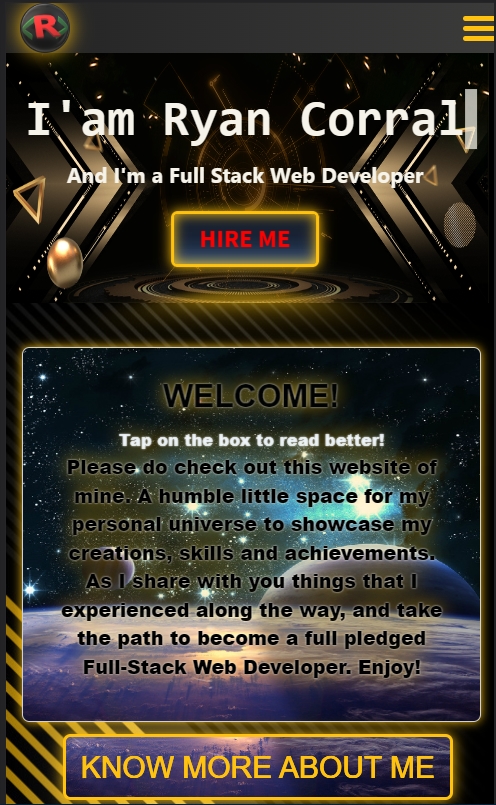 R
I'am Ryan Corral
And I'm a Full Stack Web Developer
HIRE ME
WELCOME!
Tap on the box to read better!
Please do check out this website of
mine. A humble little space for my
personal universe to showcase my
creations, skills and achievements.
As I share with you things that I
experienced along the way, and take
the path to become a full pledged
Full-Stack Web Developer. Enjoy!
KNOW MORE ABOUT ME